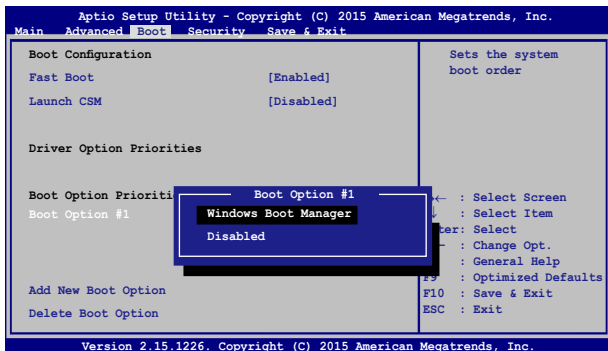 Aptio Setup Utility - Copyright (C) 2015 American Megatrends, Inc.
Main Advanced Boot Security Save & Exit
Boot Configuration
Fast Boot [Enabled]
Launch CSM [Disabled]
Driver Option Priorities
Boot Option Prioriti
Boot Option #1
Boot Option #1
Windows Boot Manager
Disabled
Add New Boot Option
Delete Boot Option
Sets the system
boot order
→← : Select Screen
: Select Item
ter: Select
: Change Opt.
: General Help
F9 : Optimized Defaults
F10 : Save & Exit
ESC : Exit
Version 2.15.1226. Copyright (C) 2015 American Megatrends, Inc.